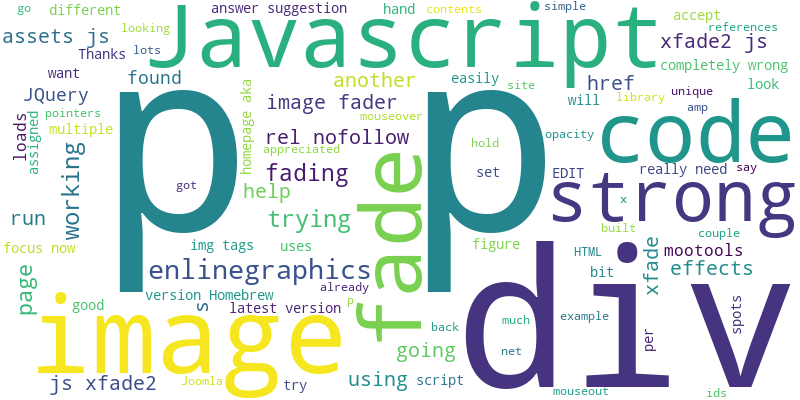 go
different
answer suggestion
hand
contents
simple
accept
Javascript
looking
references
assets js
Thanks
lots
xfade2 js
completely wrong
want
found
another
easily
site
href
look
JQuery
image fader
will
library
unique
code
pointers
multiple
mouseover
amp
loads
assigned
working
homepage aka
p p
rel nofollow
opacity
appreciated
hold
fading
set
EDIT
really need
say
got
help
fade
strong
x
run
trying
built
couple
focus now
img tags
uses
figure
HTML
xfade
mootools
page
enlinegraphics
div
bit
effects
already
version Homebrew
s
good
latest version
p
image
back
much
example
per
spots
going
net
js xfade2
Joomla
try
using
script
mouseout
ids